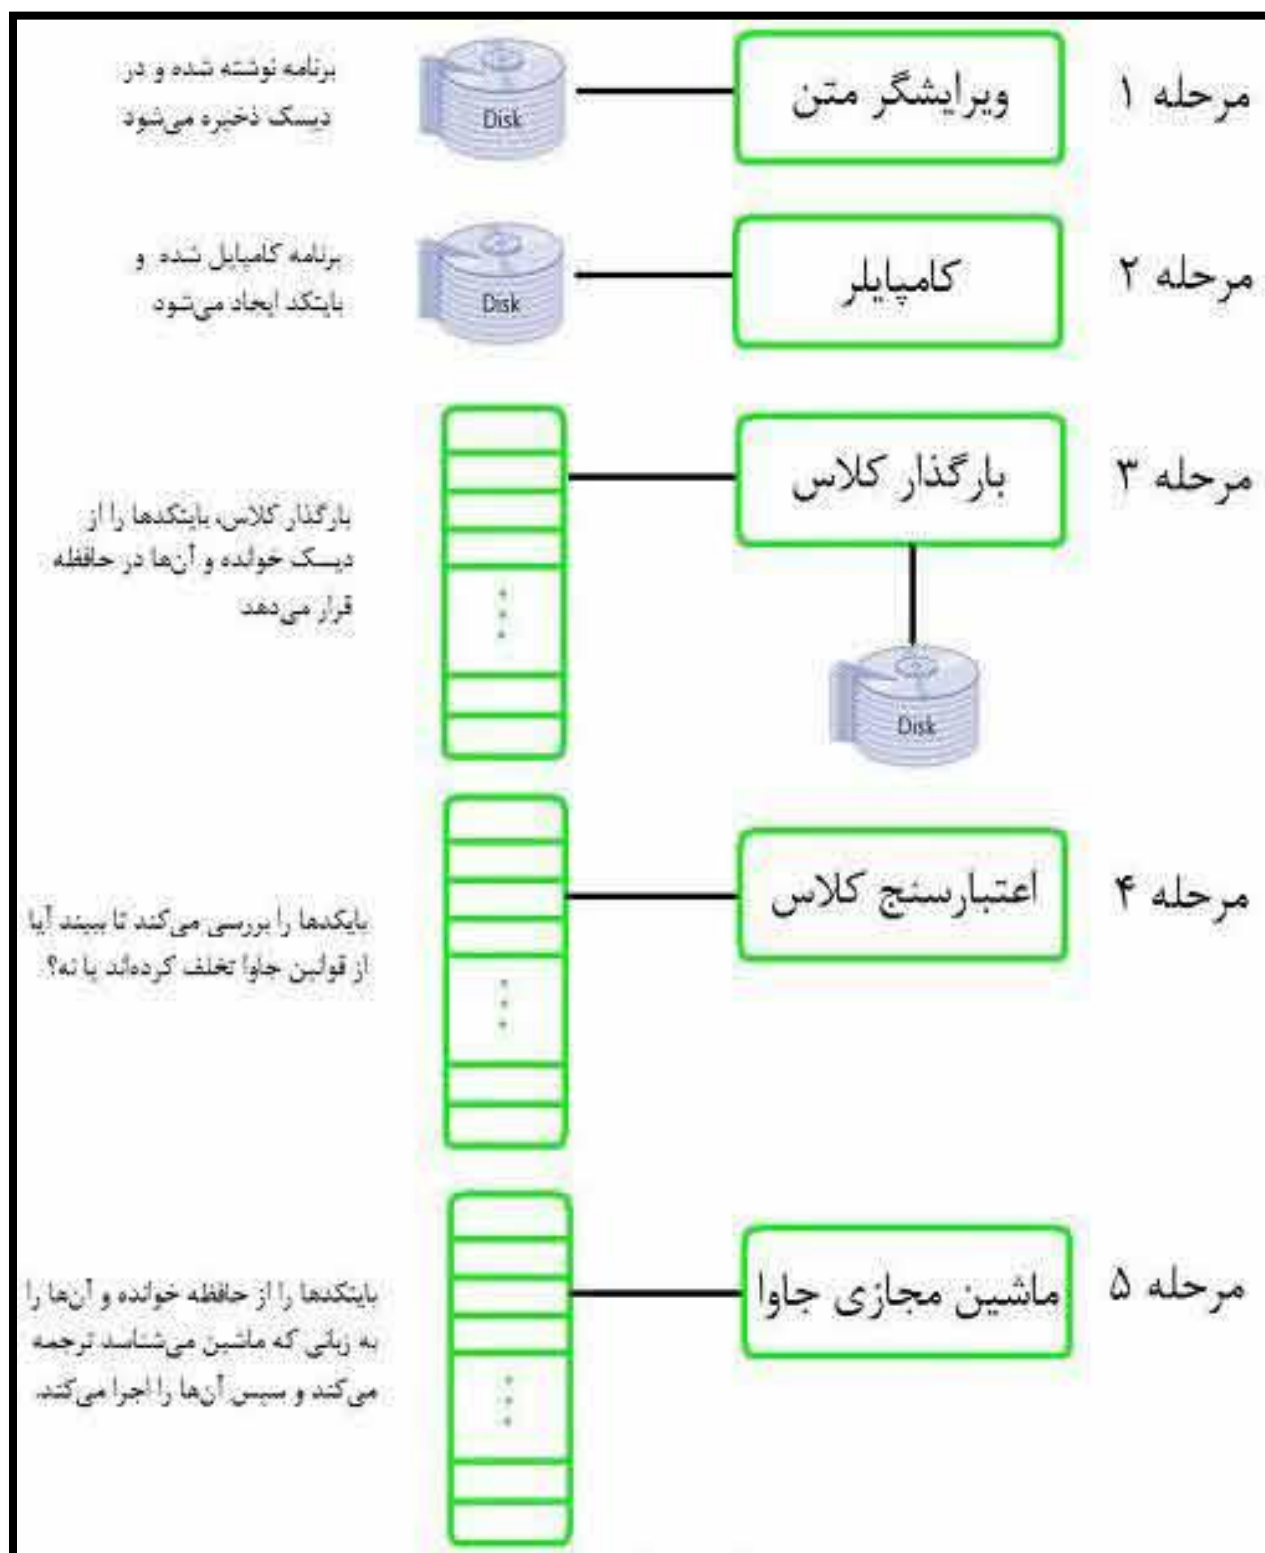 مرحله ۱
ویرایشگر متن
Disk
برنامه نوشته شده و در
دیسک ذخیره می‌شود
مرحله ۲
کامپایلر
Disk
برنامه کامپایل شده و
بایتکد ایجاد می‌شود
مرحله ۳
بارگذار کلاس
Disk
بارگذار کلاس، بایتکدها را از
دیسک خوانده و آن‌ها در حافظه
قرار می‌دهد
مرحله ۴
اعتبارسنج کلاس
بایکدها را بررسی می‌کند تا ببیند آیا
از قوانین جاوا تخلف کرده‌اند یا نه؟
مرحله ۵
ماشین مجازی جاوا
بایتکدها را از حافظه خوانده و آن‌ها را
به زبانی که ماشین می‌شناسد ترجمه
می‌کند و سپس آن‌ها را اجرا می‌کند.